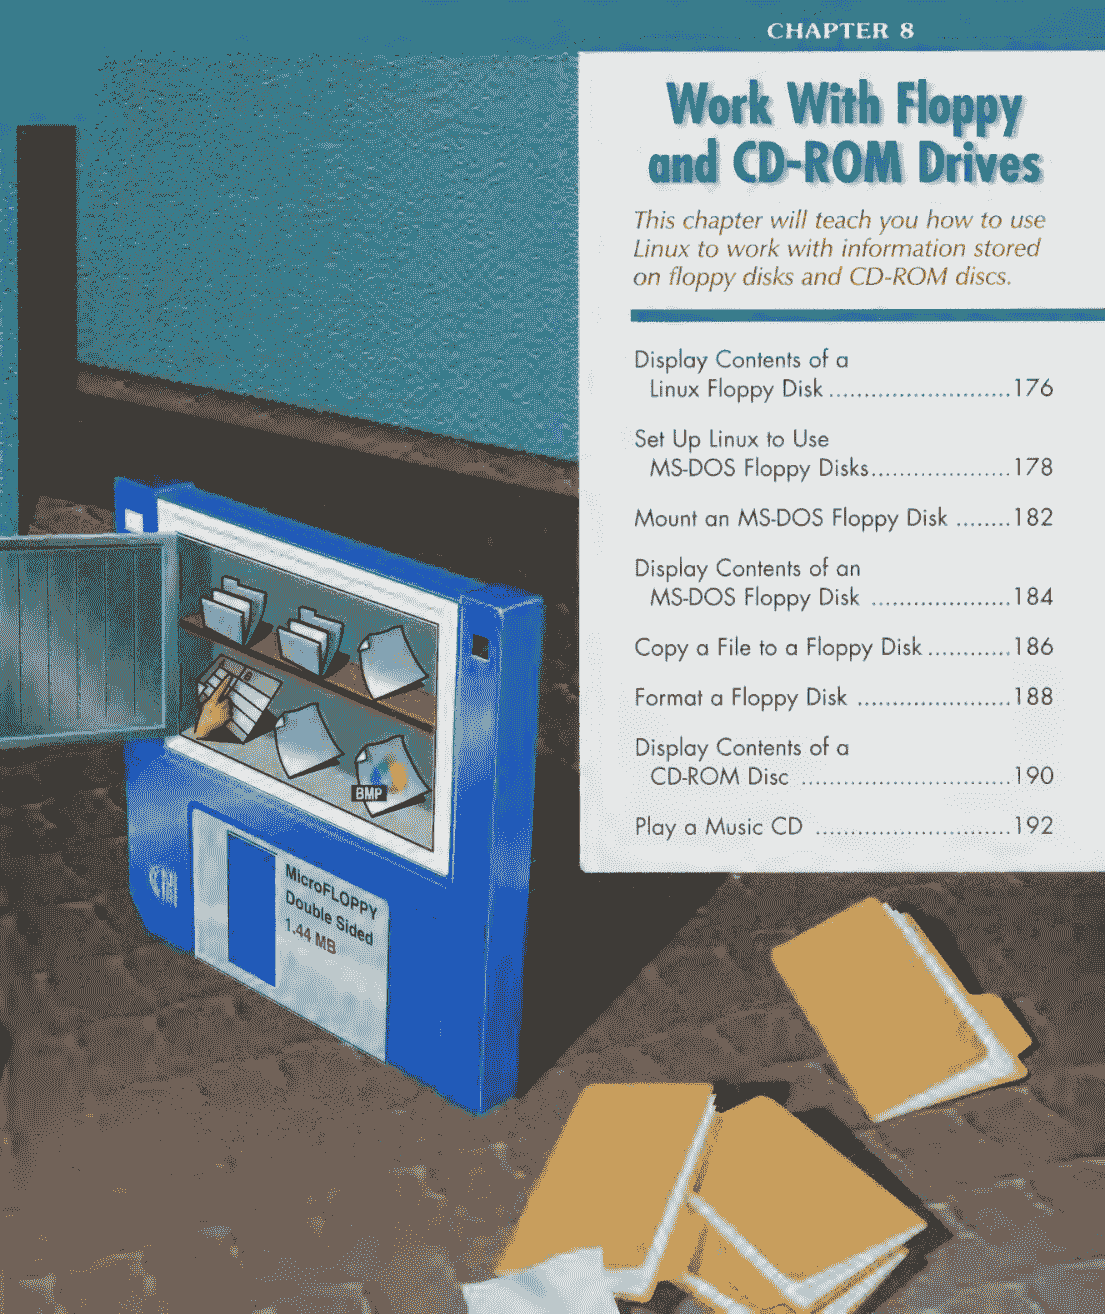 CHAPTER 8
Work With Floppy
and CD-ROM Drives
This chapter will teach you how to use
Linux to work with information stored
on floppy disks and CD-ROM discs.
Display Contents of a
Linux Floppy Disk .........................176
Set Up Linux to Use
MS-DOS Floppy Disks...................178
Mount an MS-DOS Floppy Disk ........182
Display Contents of an
MS-DOS Floppy Disk ...................184
Copy a File to a Floppy Disk ............186
Format a Floppy Disk .....................188
Display Contents of a
CD-ROM Disc .............................190
Play a Music CD ...........................192
BMP
MicroFLOPPY
Double Sided
1.44 MB